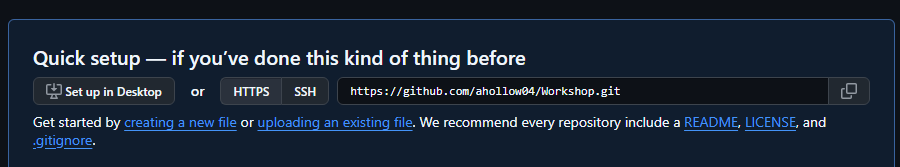 Quick setup — if you’ve done this kind of thing before
Set up in Desktop or HTTPS SSH https://github.com/ahollow04/Workshop.git
Get started by creating a new file or uploading an existing file. We recommend every repository include a README, LICENSE, and
.gitignore.